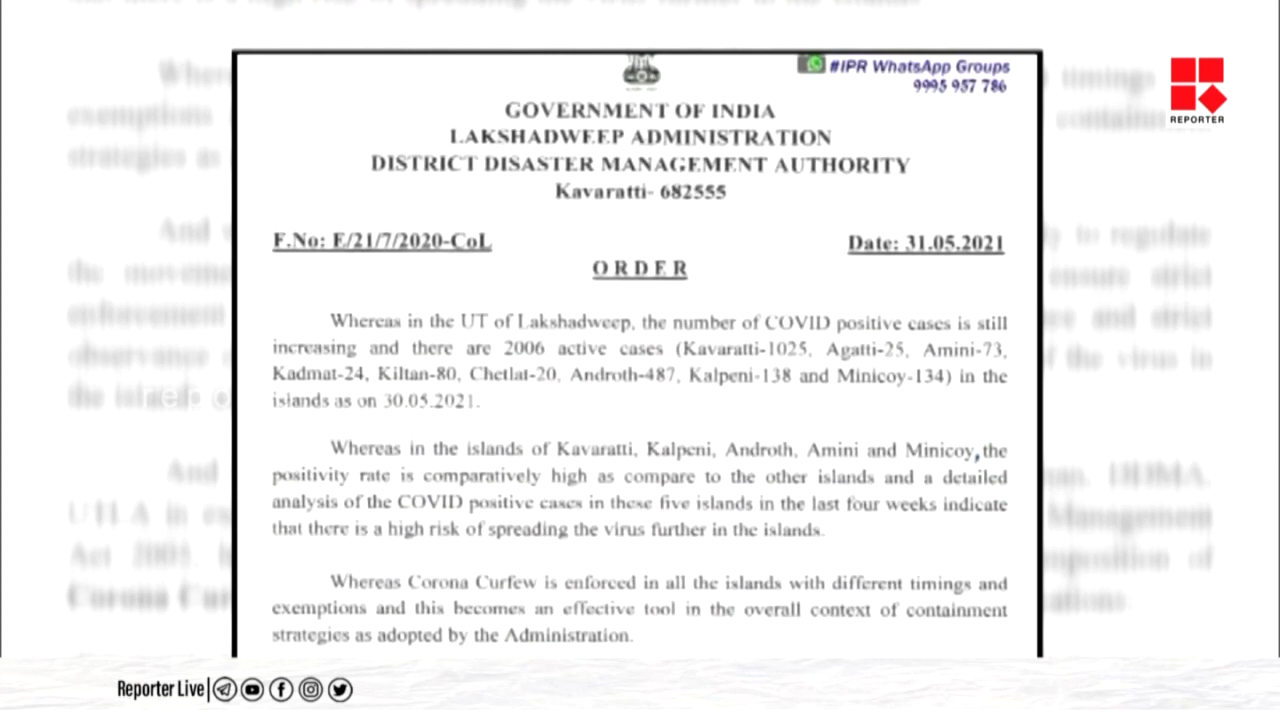 #IPR WhatsApp Groups
9995 957 786
REPORTER
GOVERNMENT OF INDIA
LAKSHADWEEP ADMINISTRATION
DISTRICT DISASTER MANAGEMENT AUTHORITY
Kavaratti- 682555
F.No: F/21/7/2020-CoL
Date: 31.05.2021
ORDER
Whereas in the UT of Lakshadweep, the number of COVID positive cases is still
increasing and there are 2006 active cases (Kavaratti-1025, Agatti-25, Amini-73,
Kadmat-24, Kiltan-80, Chetlat-20, Androth-487, Kalpeni-138 and Minicoy-134) in the
islands as on 30.05.2021.
Whereas in the islands of Kavaratti, Kalpeni, Androth, Amini and Minicoy, the
positivity rate is comparatively high as compare to the other islands and a detailed
analysis of the COVID positive cases in these five islands in the last four weeks indicate
that there is a high risk of spreading the virus further in the islands.
Whereas Corona Curfew is enforced in all the islands with different timings and
exemptions and this becomes an effective tool in the overall context of containment
strategies as adopted by the Administration.
Reporter Live